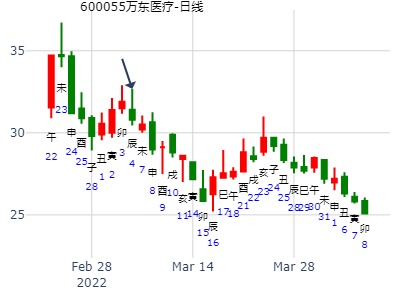 600055万东医疗-日线
35
30
25
午
22
未
23
申
24
酉
25
子
28
丑
1
寅
2
卯
3
辰
4
未
7
申
8
酉
9
戌
10
亥
11
寅
14
卯
15
辰
16
巳
17
午
18
酉
21
戌
22
亥
23
子
24
丑
25
辰
28
巳
29
午
30
未
31
申
1
丑
6
寅
7
卯
8
Feb 28
2022
Mar 14
Mar 28